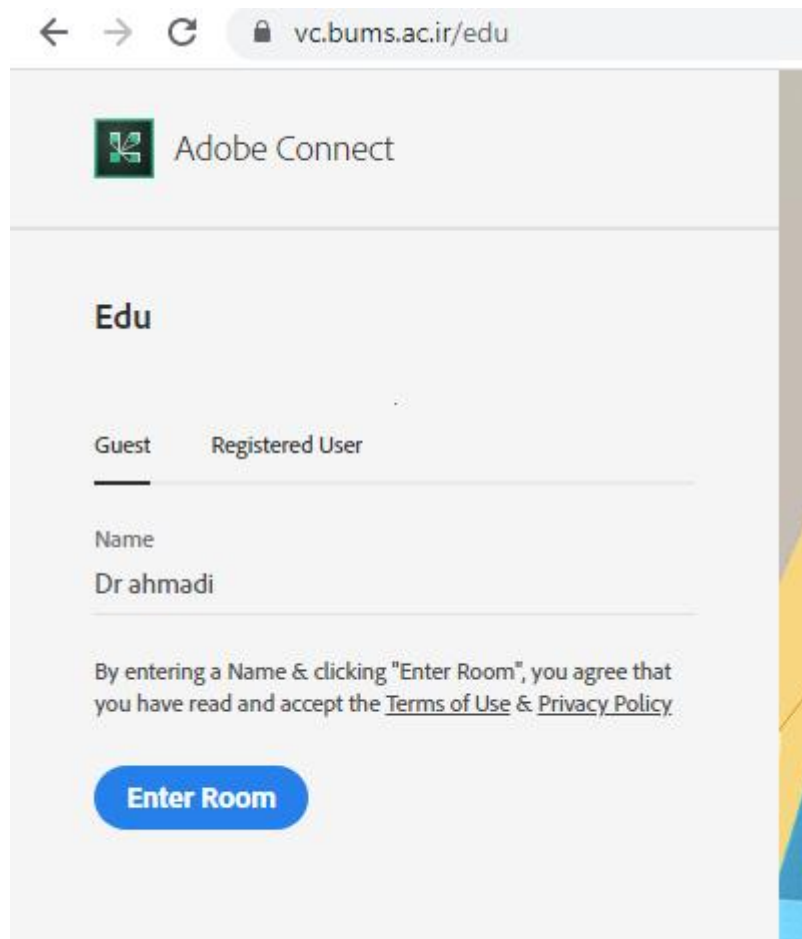 vc.bums.ac.ir/edu
Adobe Connect
Edu
Guest Registered User
Name
Dr ahmadi
By entering a Name & clicking "Enter Room", you agree that
you have read and accept the Terms of Use & Privacy Policy
Enter Room